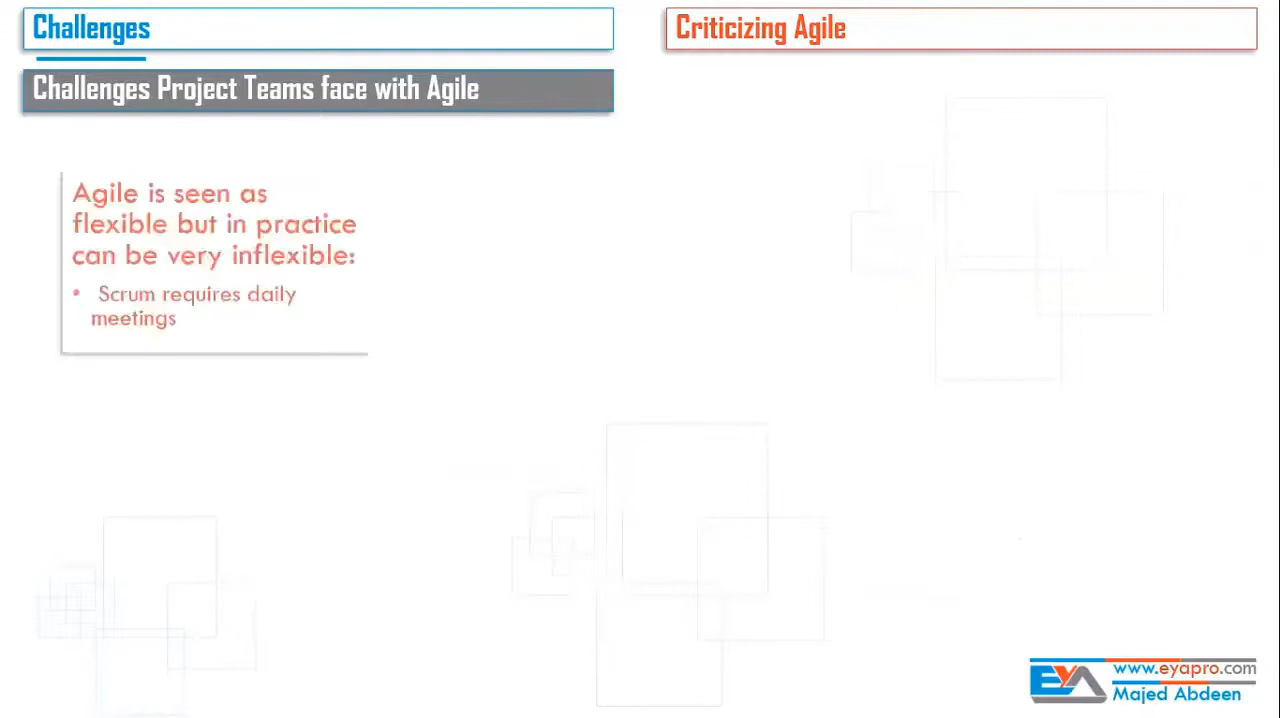 Challenges
Criticizing Agile
Challenges Project Teams face with Agile
Agile is seen as
flexible but in practice
can be very inflexible:
• Scrum requires daily
meetings
EYA
www.eyapro.com
Majed Abdeen